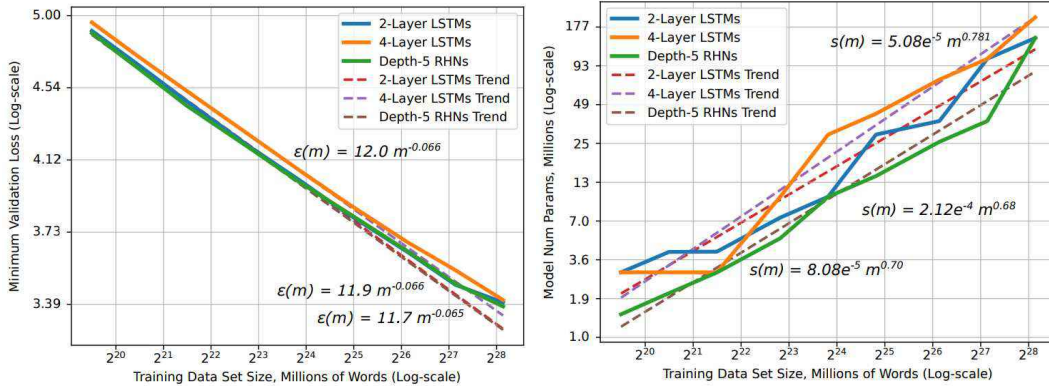 5.00
4.54
4.12
3.73
3.39
Minimum Validation Loss (Log-scale)
2-Layer LSTMs
4-Layer LSTMs
Depth-5 RHNs
2-Layer LSTMs Trend
4-Layer LSTMs Trend
Depth-5 RHNs Trend
ε(m) = 12.0 m^-0.066
ε(m) = 11.9 m^-0.066
ε(m) = 11.7 m^-0.065
2^20 2^21 2^22 2^23 2^24 2^25 2^26 2^27 2^28
Training Data Set Size, Millions of Words (Log-scale)
177
93
49
25
13
7.0
3.6
1.9
1.0
Model Num Params, Millions (Log-scale)
2-Layer LSTMs
4-Layer LSTMs
Depth-5 RHNs
2-Layer LSTMs Trend
4-Layer LSTMs Trend
Depth-5 RHNs Trend
s(m) = 5.08e^-5 m^0.781
s(m) = 2.12e^-4 m^0.68
s(m) = 8.08e^-5 m^0.70
2^20 2^21 2^22 2^23 2^24 2^25 2^26 2^27 2^28
Training Data Set Size, Millions of Words (Log-scale)